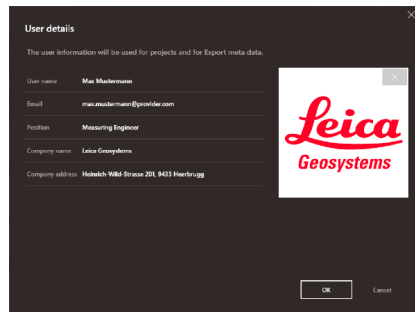 User details
The user information will be used for projects and for Export meta data.
User name Max Mustermann
Email max.mustermann@provider.com
Position Measuring Engineer
Company name Leica Geosystems
Company address Heinrich-Wild-Strasse 201, 9435 Heerbrugg
Leica
Geosystems
OK Cancel